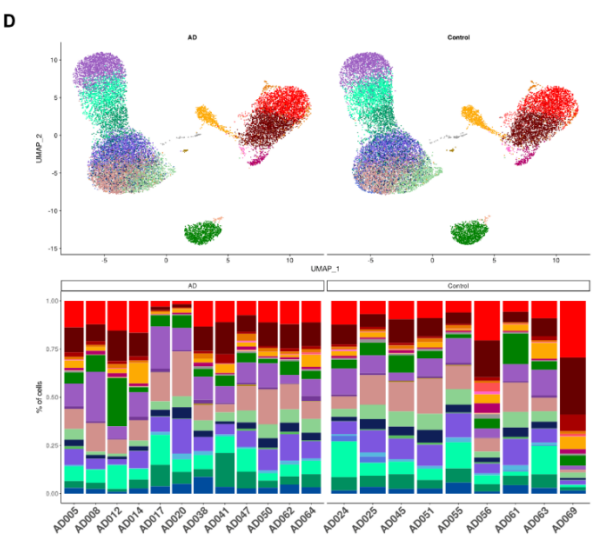 D
AD Control
10
5
0
-5
-10
-15
UMAP_2
-5 0 5 10 -5 0 5 10
UMAP_1
AD Control
1.00
0.75
0.50
0.25
0.00
% of cells
AD005 AD008 AD012 AD014 AD017 AD020 AD038 AD041 AD047 AD050 AD062 AD064 AD024 AD025 AD045 AD051 AD055 AD056 AD061 AD063 AD069